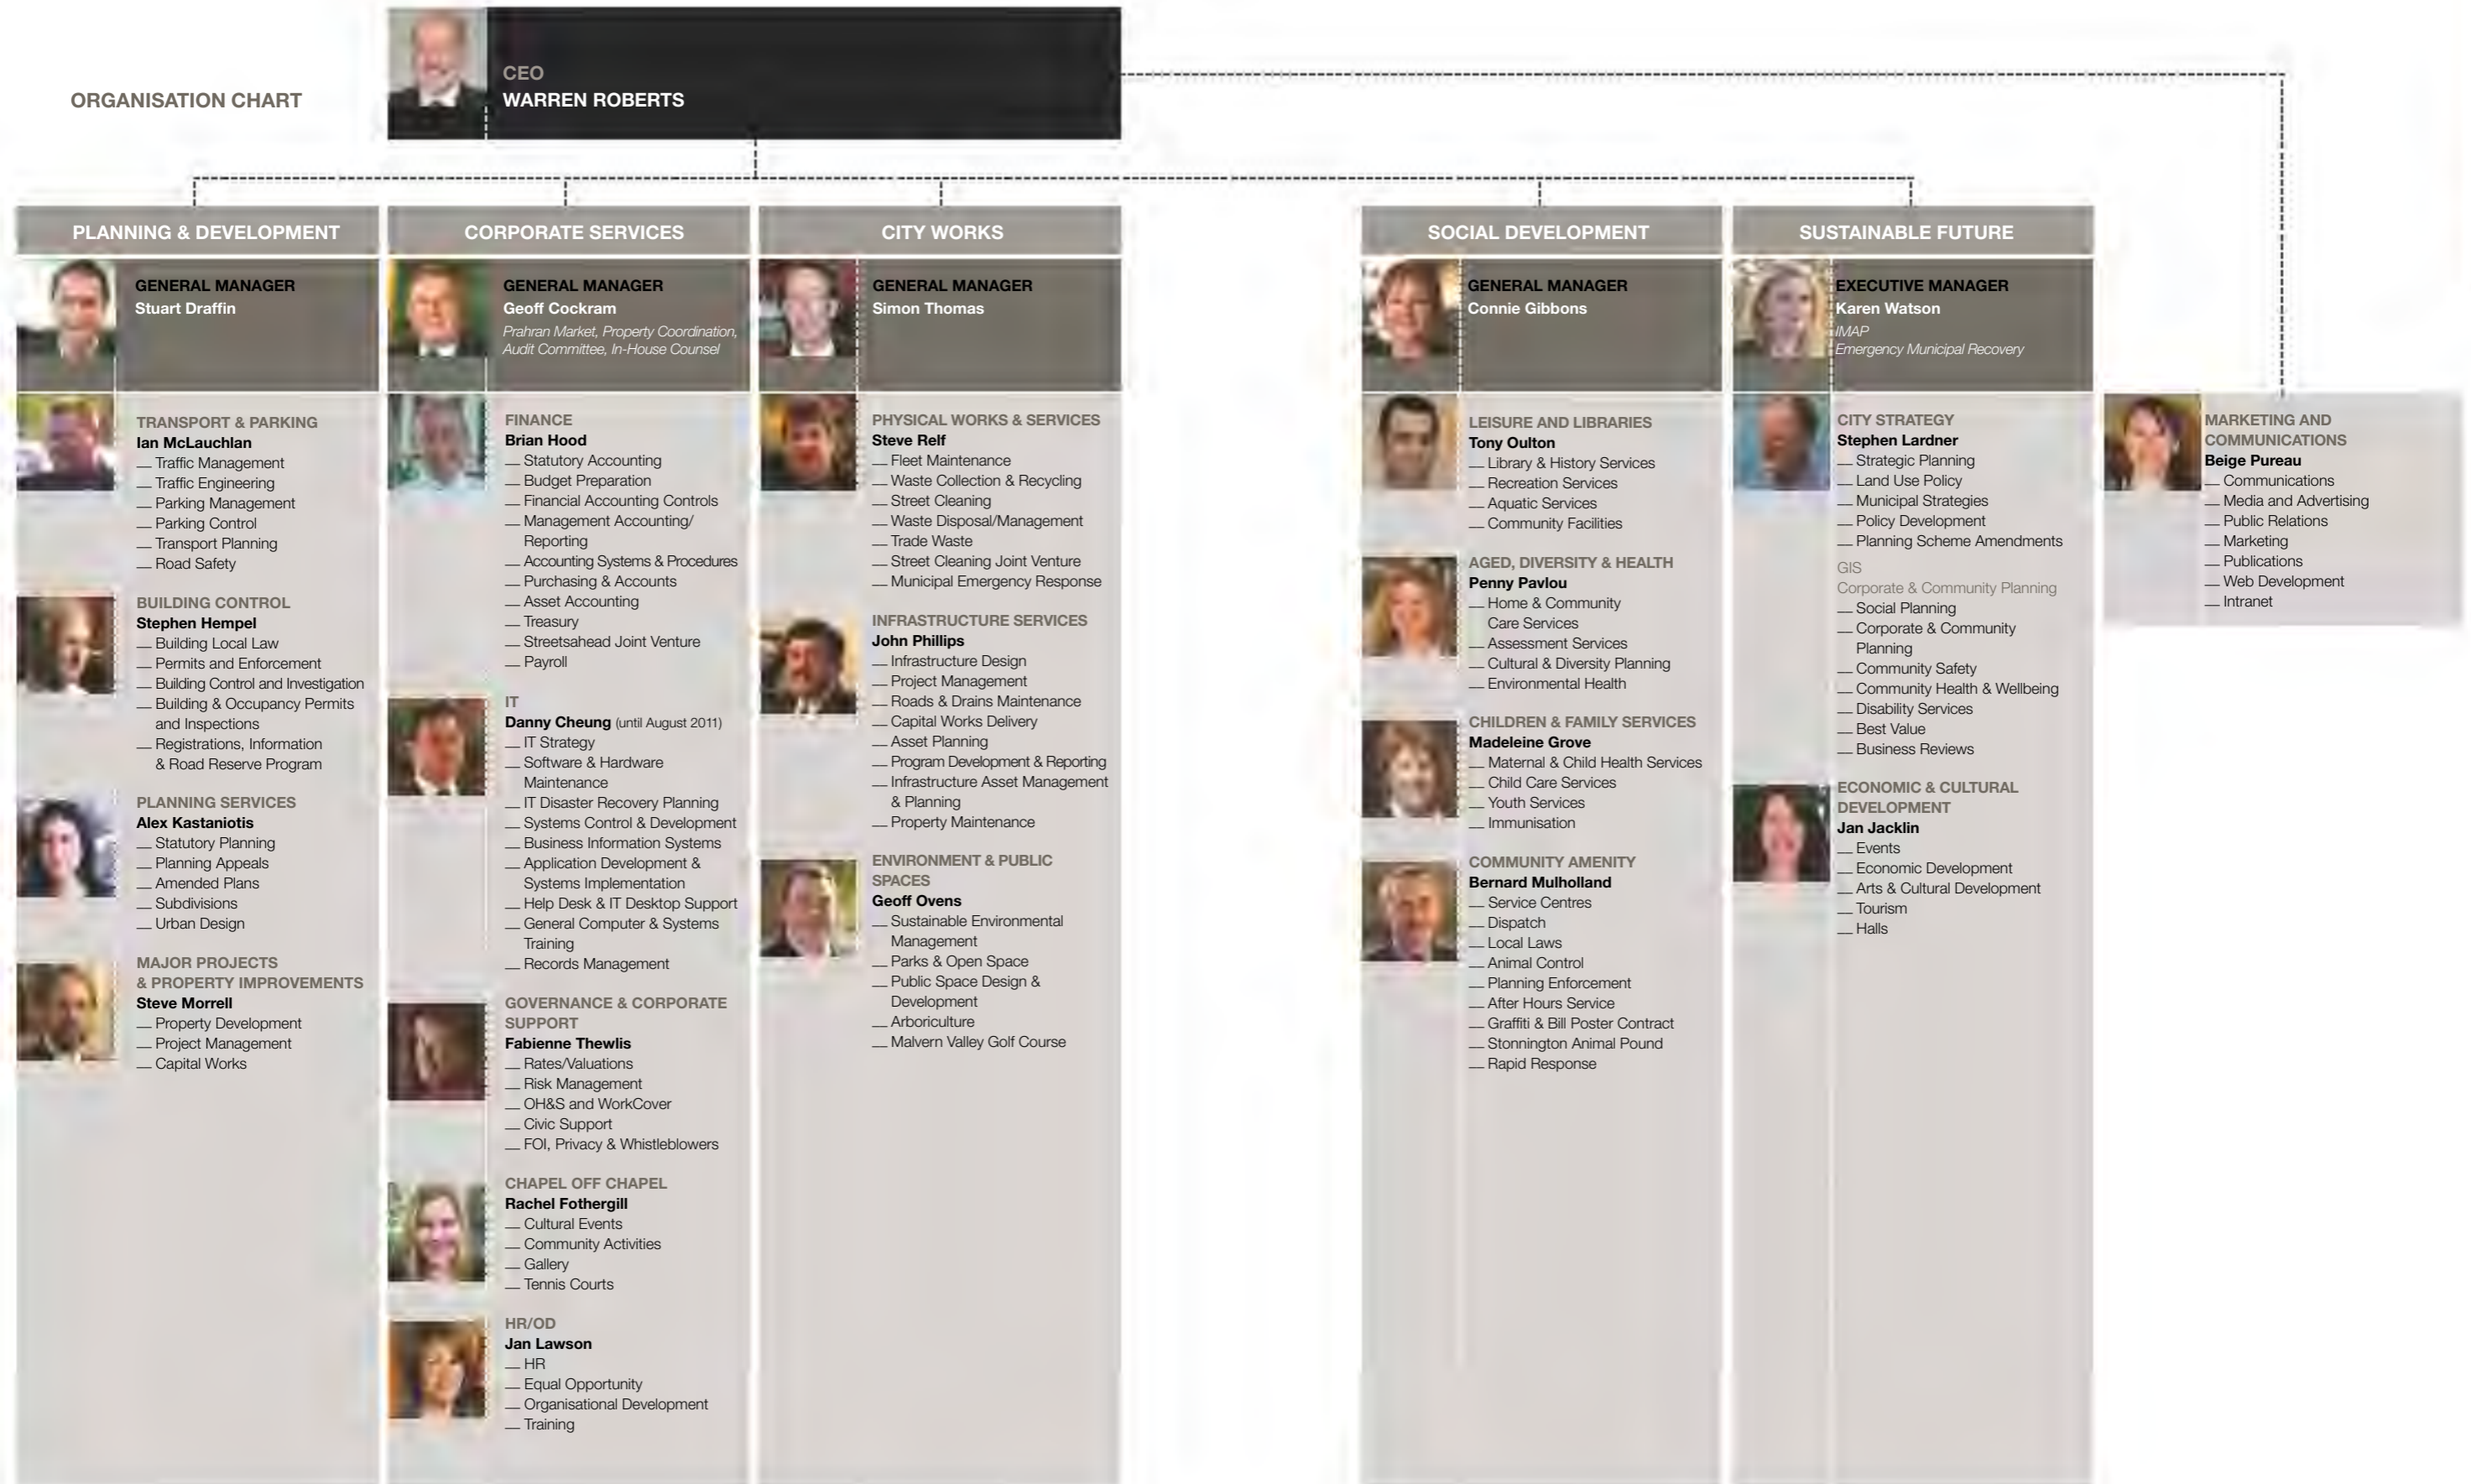 ORGANISATION CHART
CEO
WARREN ROBERTS
PLANNING & DEVELOPMENT
GENERAL MANAGER
Stuart Draffin
TRANSPORT & PARKING
Ian McLauchlan
— Traffic Management
— Traffic Engineering
— Parking Management
— Parking Control
— Transport Planning
— Road Safety
BUILDING CONTROL
Stephen Hempel
— Building Local Law
— Permits and Enforcement
— Building Control and Investigation
— Building & Occupancy Permits
and Inspections
— Registrations, Information
& Road Reserve Program
PLANNING SERVICES
Alex Kastaniotis
— Statutory Planning
— Planning Appeals
— Amended Plans
— Subdivisions
— Urban Design
MAJOR PROJECTS
& PROPERTY IMPROVEMENTS
Steve Morrell
— Property Development
— Project Management
— Capital Works
CORPORATE SERVICES
GENERAL MANAGER
Geoff Cockram
Prahran Market, Property Coordination,
Audit Committee, In-House Counsel
FINANCE
Brian Hood
— Statutory Accounting
— Budget Preparation
— Financial Accounting Controls
— Management Accounting/
Reporting
— Accounting Systems & Procedures
— Purchasing & Accounts
— Asset Accounting
— Treasury
— Streetsahead Joint Venture
— Payroll
IT
Danny Cheung (until August 2011)
— IT Strategy
— Software & Hardware
Maintenance
— IT Disaster Recovery Planning
— Systems Control & Development
— Business Information Systems
— Application Development &
Systems Implementation
— Help Desk & IT Desktop Support
— General Computer & Systems
Training
— Records Management
GOVERNANCE & CORPORATE
SUPPORT
Fabienne Thewlis
— Rates/Valuations
— Risk Management
— OH&S and WorkCover
— Civic Support
— FOI, Privacy & Whistleblowers
CHAPEL OFF CHAPEL
Rachel Fothergill
— Cultural Events
— Community Activities
— Gallery
— Tennis Courts
HR/OD
Jan Lawson
— HR
— Equal Opportunity
— Organisational Development
— Training
CITY WORKS
GENERAL MANAGER
Simon Thomas
PHYSICAL WORKS & SERVICES
Steve Relf
— Fleet Maintenance
— Waste Collection & Recycling
— Street Cleaning
— Waste Disposal/Management
— Trade Waste
— Street Cleaning Joint Venture
— Municipal Emergency Response
INFRASTRUCTURE SERVICES
John Phillips
— Infrastructure Design
— Project Management
— Roads & Drains Maintenance
— Capital Works Delivery
— Asset Planning
— Program Development & Reporting
— Infrastructure Asset Management
& Planning
— Property Maintenance
ENVIRONMENT & PUBLIC
SPACES
Geoff Ovens
— Sustainable Environmental
Management
— Parks & Open Space
— Public Space Design &
Development
— Arboriculture
— Malvern Valley Golf Course
SOCIAL DEVELOPMENT
GENERAL MANAGER
Connie Gibbons
LEISURE AND LIBRARIES
Tony Oulton
— Library & History Services
— Recreation Services
— Aquatic Services
— Community Facilities
AGED, DIVERSITY & HEALTH
Penny Pavlou
— Home & Community
Care Services
— Assessment Services
— Cultural & Diversity Planning
— Environmental Health
CHILDREN & FAMILY SERVICES
Madeleine Grove
— Maternal & Child Health Services
— Child Care Services
— Youth Services
— Immunisation
COMMUNITY AMENITY
Bernard Mulholland
— Service Centres
— Dispatch
— Local Laws
— Animal Control
— Planning Enforcement
— After Hours Service
— Graffiti & Bill Poster Contract
— Stonnington Animal Pound
— Rapid Response
SUSTAINABLE FUTURE
EXECUTIVE MANAGER
Karen Watson
IMAP
Emergency Municipal Recovery
CITY STRATEGY
Stephen Lardner
— Strategic Planning
— Land Use Policy
— Municipal Strategies
— Policy Development
— Planning Scheme Amendments
GIS
Corporate & Community Planning
— Social Planning
— Corporate & Community
Planning
— Community Safety
— Community Health & Wellbeing
— Disability Services
— Best Value
— Business Reviews
ECONOMIC & CULTURAL
DEVELOPMENT
Jan Jacklin
— Events
— Economic Development
— Arts & Cultural Development
— Tourism
— Halls
MARKETING AND
COMMUNICATIONS
Beige Pureau
— Communications
— Media and Advertising
— Public Relations
— Marketing
— Publications
— Web Development
— Intranet